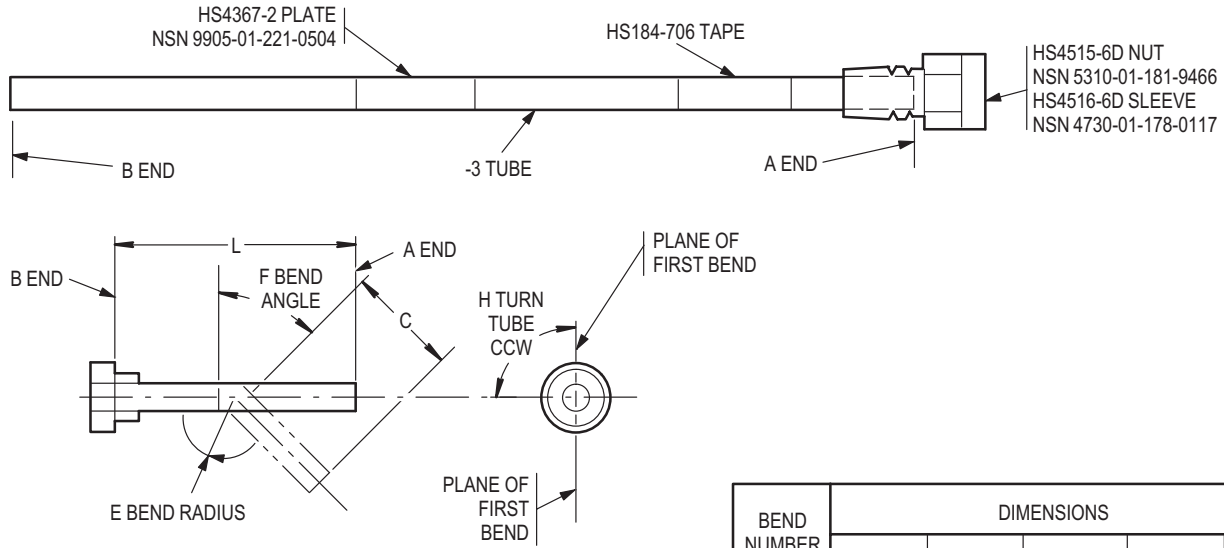 HS4367-2 PLATE
NSN 9905-01-221-0504
HS184-706 TAPE
HS4515-6D NUT
NSN 5310-01-181-9466
HS4516-6D SLEEVE
NSN 4730-01-178-0117
B END
-3 TUBE
A END
L
B END
A END
F BEND
ANGLE
C
E BEND RADIUS
PLANE OF
FIRST BEND
H TURN
TUBE
CCW
PLANE OF
FIRST
BEND
BEND
NUMBER
DIMENSIONS